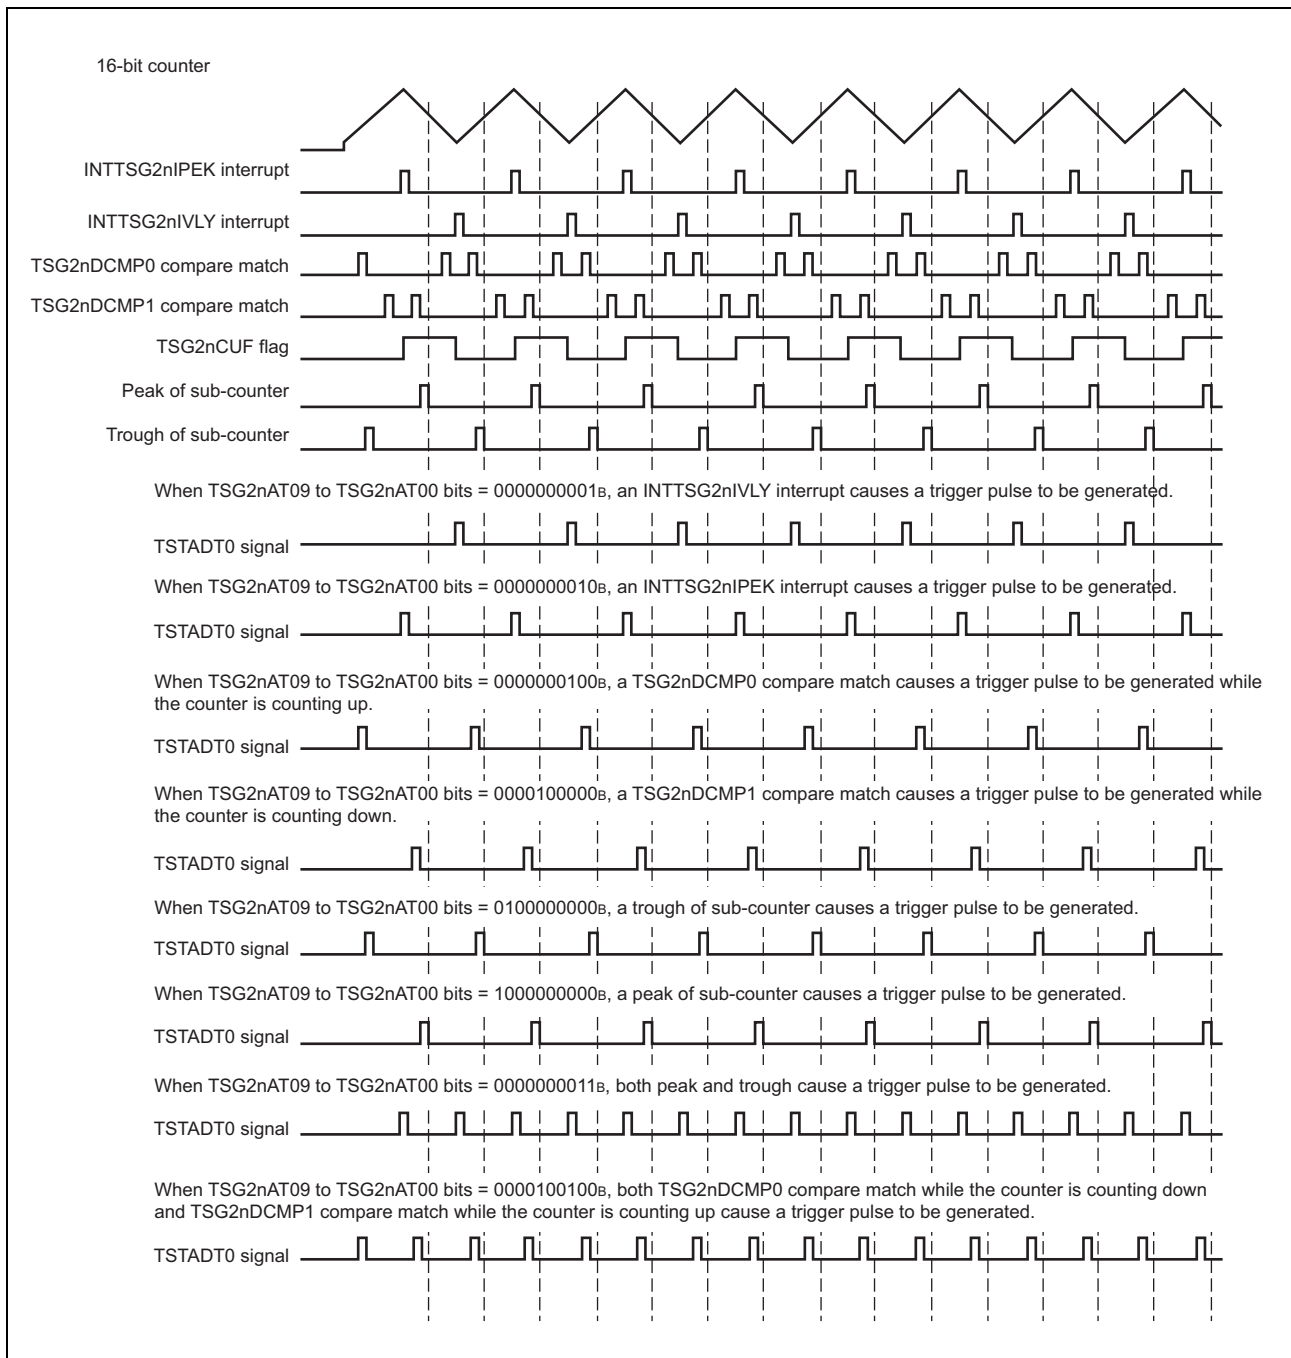 16-bit counter
INTTSG2nIPEK interrupt
INTTSG2nIVLY interrupt
TSG2nDCMP0 compare match
TSG2nDCMP1 compare match
TSG2nCUF flag
Peak of sub-counter
Trough of sub-counter
When TSG2nAT09 to TSG2nAT00 bits = 0000000001B, an INTTSG2nIVLY interrupt causes a trigger pulse to be generated.
TSTADT0 signal
When TSG2nAT09 to TSG2nAT00 bits = 0000000010B, an INTTSG2nIPEK interrupt causes a trigger pulse to be generated.
TSTADT0 signal
When TSG2nAT09 to TSG2nAT00 bits = 0000000100B, a TSG2nDCMP0 compare match causes a trigger pulse to be generated while
the counter is counting up.
TSTADT0 signal
When TSG2nAT09 to TSG2nAT00 bits = 0000100000B, a TSG2nDCMP1 compare match causes a trigger pulse to be generated while
the counter is counting down.
TSTADT0 signal
When TSG2nAT09 to TSG2nAT00 bits = 0100000000B, a trough of sub-counter causes a trigger pulse to be generated.
TSTADT0 signal
When TSG2nAT09 to TSG2nAT00 bits = 1000000000B, a peak of sub-counter causes a trigger pulse to be generated.
TSTADT0 signal
When TSG2nAT09 to TSG2nAT00 bits = 0000000011B, both peak and trough cause a trigger pulse to be generated.
TSTADT0 signal
When TSG2nAT09 to TSG2nAT00 bits = 0000100100B, both TSG2nDCMP0 compare match while the counter is counting down
and TSG2nDCMP1 compare match while the counter is counting up cause a trigger pulse to be generated.
TSTADT0 signal